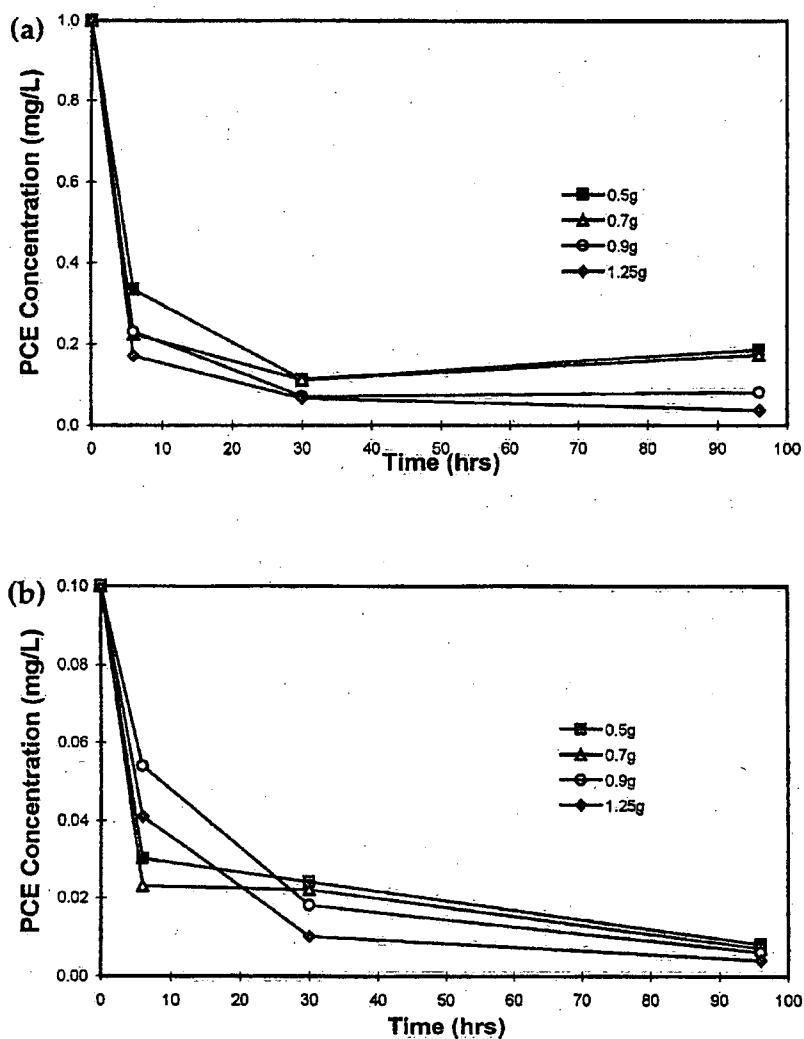 (a)
PCE Concentration (mg/L)
1.0
0.8
0.6
0.4
0.2
0.0
0 10 20 30 40 50 60 70 80 90 100
Time (hrs)
0.5g
0.7g
0.9g
1.25g
(b)
PCE Concentration (mg/L)
0.10
0.08
0.06
0.04
0.02
0.00
0 10 20 30 40 50 60 70 80 90 100
Time (hrs)
0.5g
0.7g
0.9g
1.25g